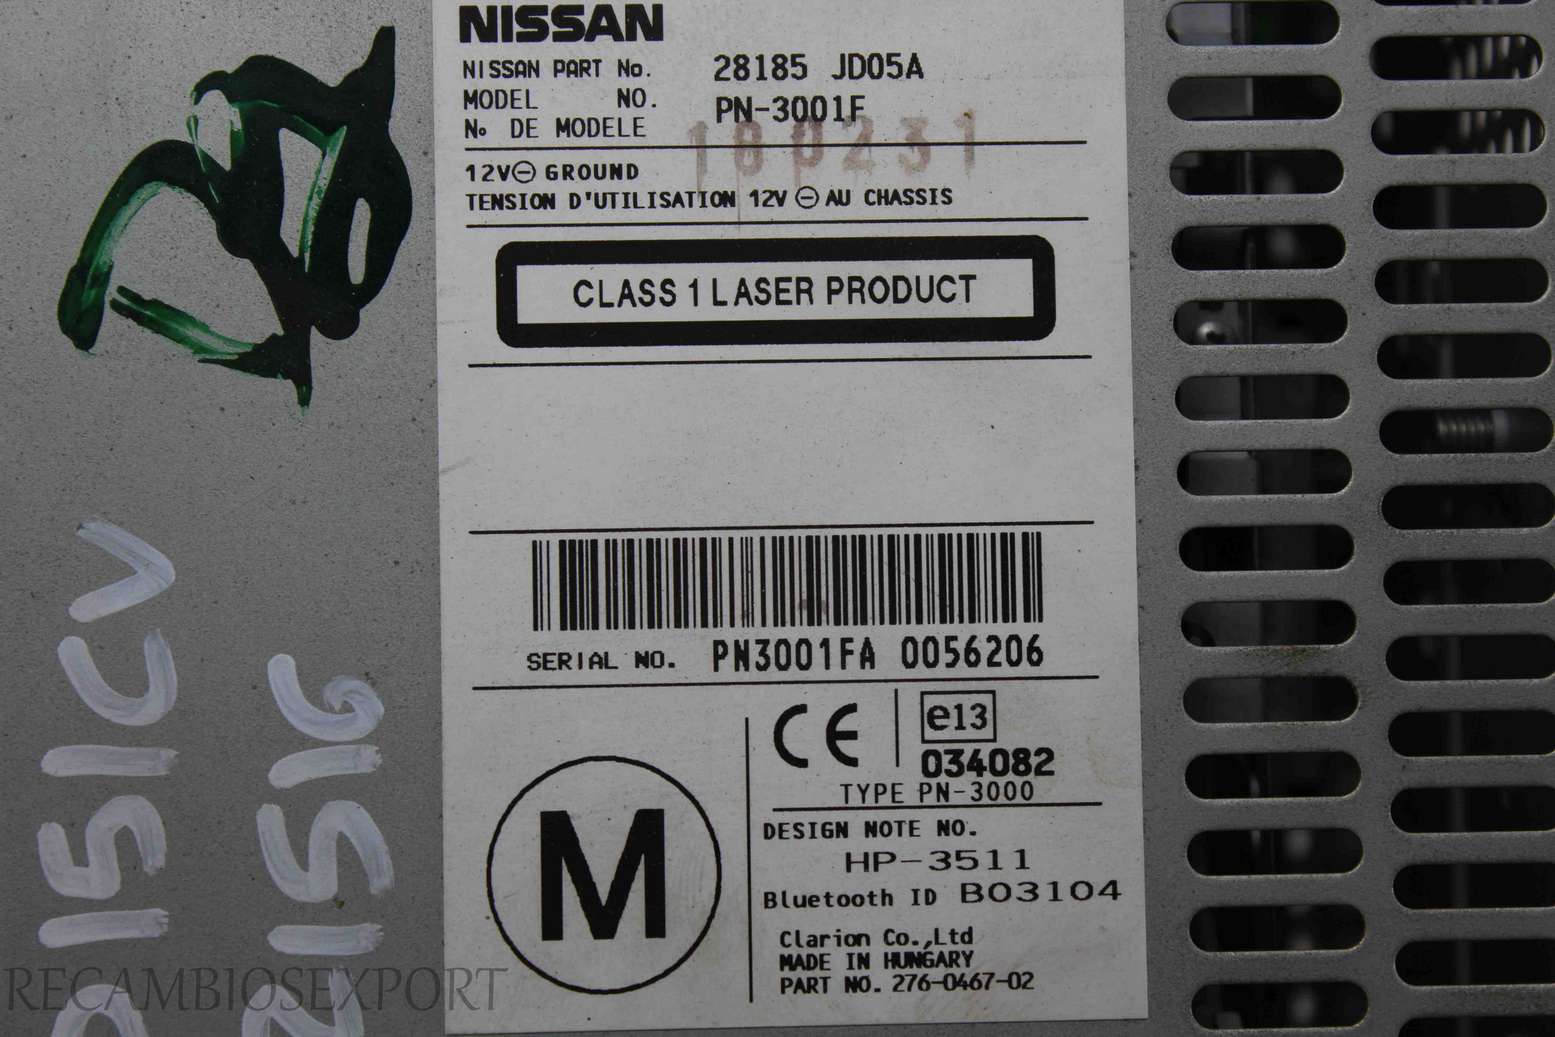 NISSAN
NISSAN PART No. 28185 JD05A
MODEL NO. PN-3001F
No DE MODELE
180231
12V⊖ GROUND
TENSION D'UTILISATION 12V ⊖ AU CHASSIS
CLASS 1 LASER PRODUCT
SERIAL NO. PN3001FA 0056206
CE e13
034082
TYPE PN-3000
M
DESIGN NOTE NO.
HP-3511
Bluetooth ID B03104
Clarion Co.,Ltd
MADE IN HUNGARY
PART NO. 276-0467-02
RECAMBIOSEXPORT